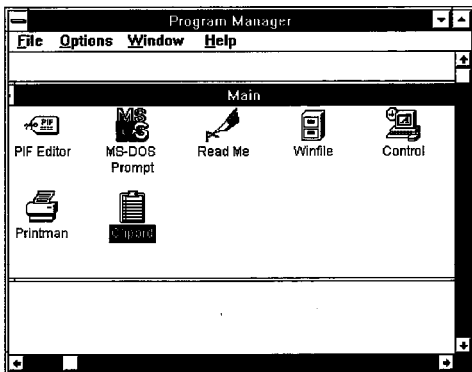 Program Manager
File Options Window Help
Main
PIF
MS
PIF Editor MS-DOS Prompt Read Me Winfile Control
Printman Clipbrd